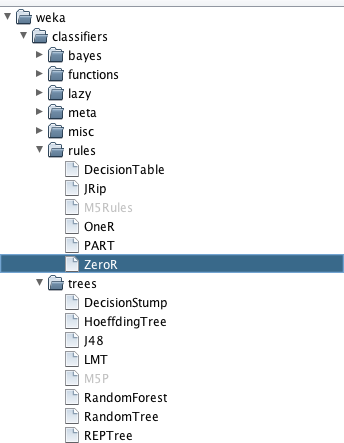 weka
classifiers
bayes
functions
lazy
meta
misc
rules
DecisionTable
JRip
M5Rules
OneR
PART
ZeroR
trees
DecisionStump
HoeffdingTree
J48
LMT
M5P
RandomForest
RandomTree
REPTree